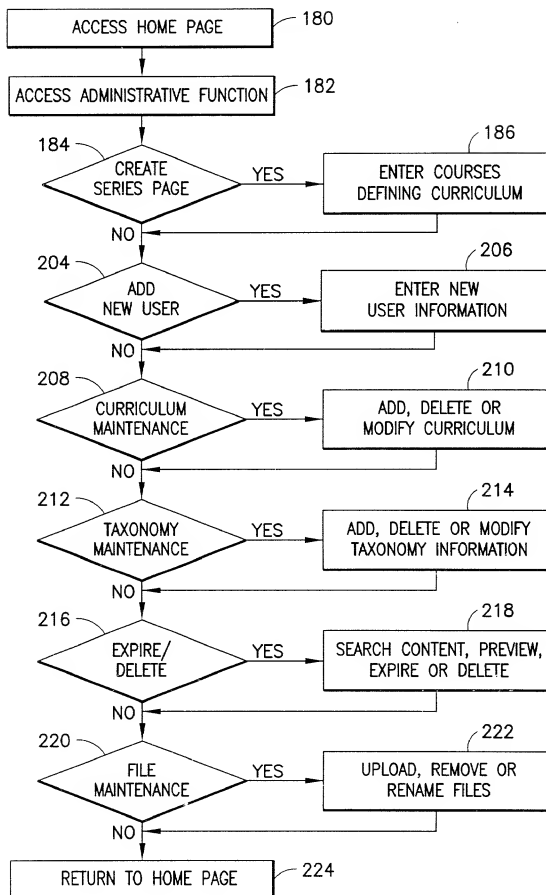 ACCESS HOME PAGE
180
ACCESS ADMINISTRATIVE FUNCTION
182
184
CREATE
SERIES PAGE
YES
186
ENTER COURSES
DEFINING CURRICULUM
NO
204
ADD
NEW USER
YES
206
ENTER NEW
USER INFORMATION
NO
208
CURRICULUM
MAINTENANCE
YES
210
ADD, DELETE OR
MODIFY CURRICULUM
NO
212
TAXONOMY
MAINTENANCE
YES
214
ADD, DELETE OR MODIFY
TAXONOMY INFORMATION
NO
216
EXPIRE/
DELETE
YES
218
SEARCH CONTENT, PREVIEW,
EXPIRE OR DELETE
NO
220
FILE
MAINTENANCE
YES
222
UPLOAD, REMOVE OR
RENAME FILES
NO
RETURN TO HOME PAGE
224